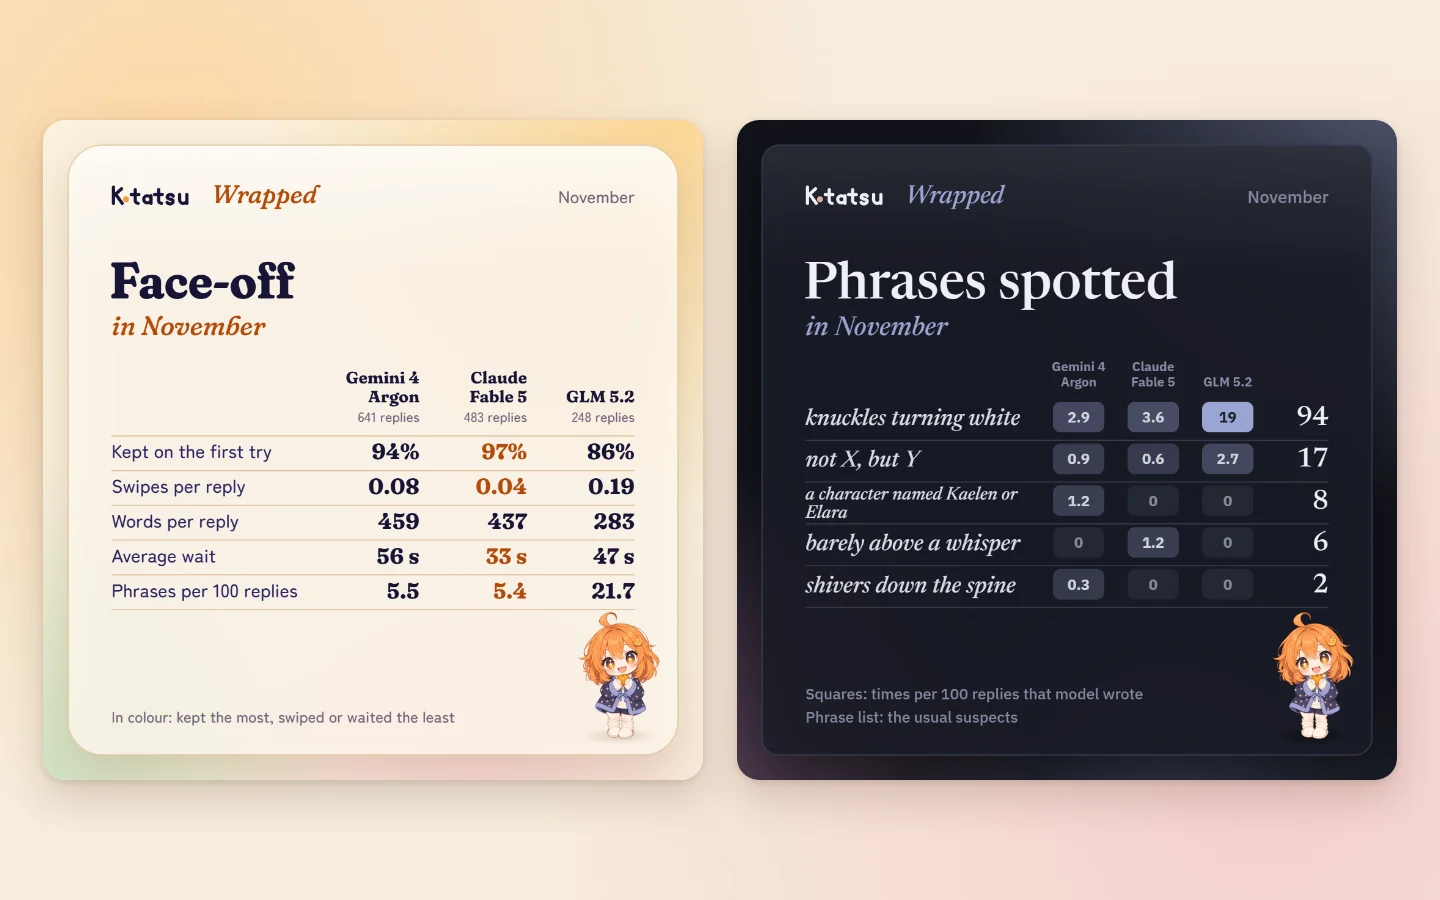 Kotatsu Wrapped November
Face-off
in November
Gemini 4 Argon Claude Fable 5 GLM 5.2
641 replies 483 replies 248 replies
Kept on the first try 94% 97% 86%
Swipes per reply 0.08 0.04 0.19
Words per reply 459 437 283
Average wait 56 s 33 s 47 s
Phrases per 100 replies 5.5 5.4 21.7
In colour: kept the most, swiped or waited the least
Kotatsu Wrapped November
Phrases spotted
in November
Gemini 4 Argon Claude Fable 5 GLM 5.2
knuckles turning white 2.9 3.6 19 94
not X, but Y 0.9 0.6 2.7 17
a character named Kaelen or Elara 1.2 0 0 8
barely above a whisper 0 1.2 0 6
shivers down the spine 0.3 0 0 2
Squares: times per 100 replies that model wrote
Phrase list: the usual suspects